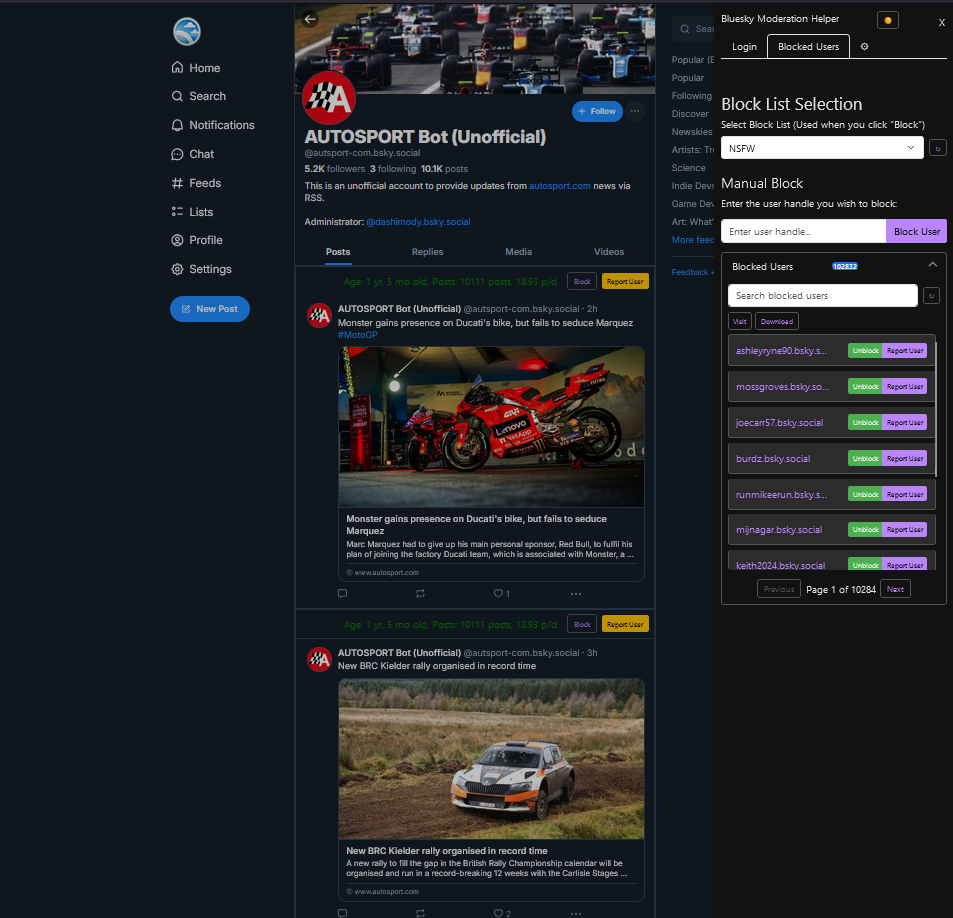 Home
Search
Notifications
Chat
Feeds
Lists
Profile
Settings
New Post
+ Follow
AUTOSPORT Bot (Unofficial)
@autsport-com.bsky.social
5.2K followers 3 following 10.1K posts
This is an unofficial account to provide updates from autosport.com news via
RSS.
Administrator: @dashimody.bsky.social
Posts Replies Media Videos
Age: 1 yr, 5 mo old, Posts: 10111 posts, 18.93 p/d Block Report User
AUTOSPORT Bot (Unofficial) @autsport-com.bsky.social · 2h
Monster gains presence on Ducati's bike, but fails to seduce Marquez
#MotoGP
Lenovo
NetApp
GIVI
Monster gains presence on Ducati's bike, but fails to seduce
Marquez
Marc Marquez had to give up his main personal sponsor, Red Bull, to fulfil his
plan of joining the factory Ducati team, which is associated with Monster, a ...
www.autosport.com
1
Age: 1 yr, 5 mo old, Posts: 10111 posts, 18.93 p/d Block Report User
AUTOSPORT Bot (Unofficial) @autsport-com.bsky.social · 3h
New BRC Kielder rally organised in record time
New BRC Kielder rally organised in record time
A new rally to fill the gap in the British Rally Championship calendar will be
organised and run in a record-breaking 12 weeks with the Carlisle Stages ...
www.autosport.com
2
Sear
Popular (E
Popular
Following
Discover
Newskies
Artists: Tr
Science
Indie Devs
Game Dev
Art: What'
More feed
Feedback •
Bluesky Moderation Helper
X
Login Blocked Users
Block List Selection
Select Block List (Used when you click "Block")
NSFW
Manual Block
Enter the user handle you wish to block:
Enter user handle... Block User
Blocked Users 102832
Search blocked users
Visit Download
ashleyryne90.bsky.s... Unblock Report User
mossgroves.bsky.so... Unblock Report User
joecarr57.bsky.social Unblock Report User
burdz.bsky.social Unblock Report User
runmikeerun.bsky.s... Unblock Report User
mijnagar.bsky.social Unblock Report User
keith2024.bsky.social Unblock Report User
Previous Page 1 of 10284 Next